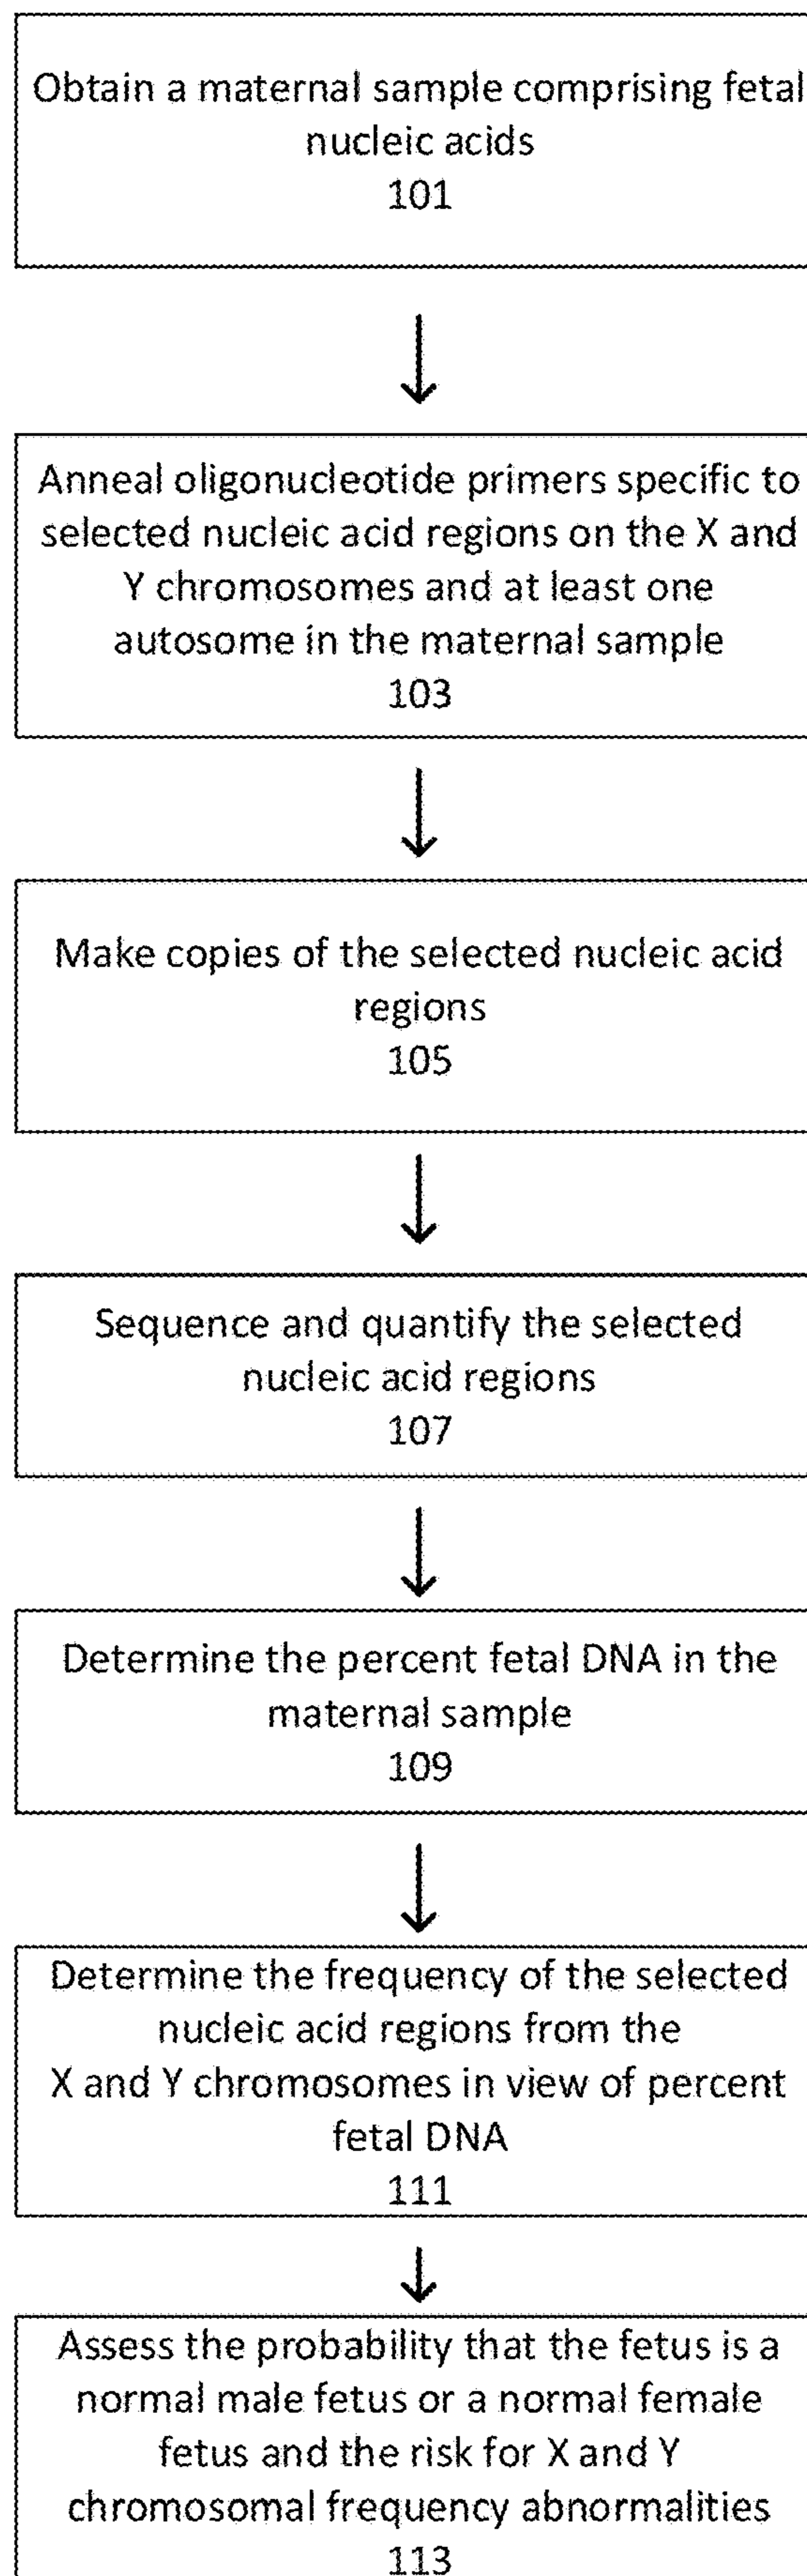 Obtain a maternal sample comprising fetal
nucleic acids
101
Anneal oligonucleotide primers specific to
selected nucleic acid regions on the X and
Y chromosomes and at least one
autosome in the maternal sample
103
Make copies of the selected nucleic acid
regions
105
Sequence and quantify the selected
nucleic acid regions
107
Determine the percent fetal DNA in the
maternal sample
109
Determine the frequency of the selected
nucleic acid regions from the
X and Y chromosomes in view of percent
fetal DNA
111
Assess the probability that the fetus is a
normal male fetus or a normal female
fetus and the risk for X and Y
chromosomal frequency abnormalities
113